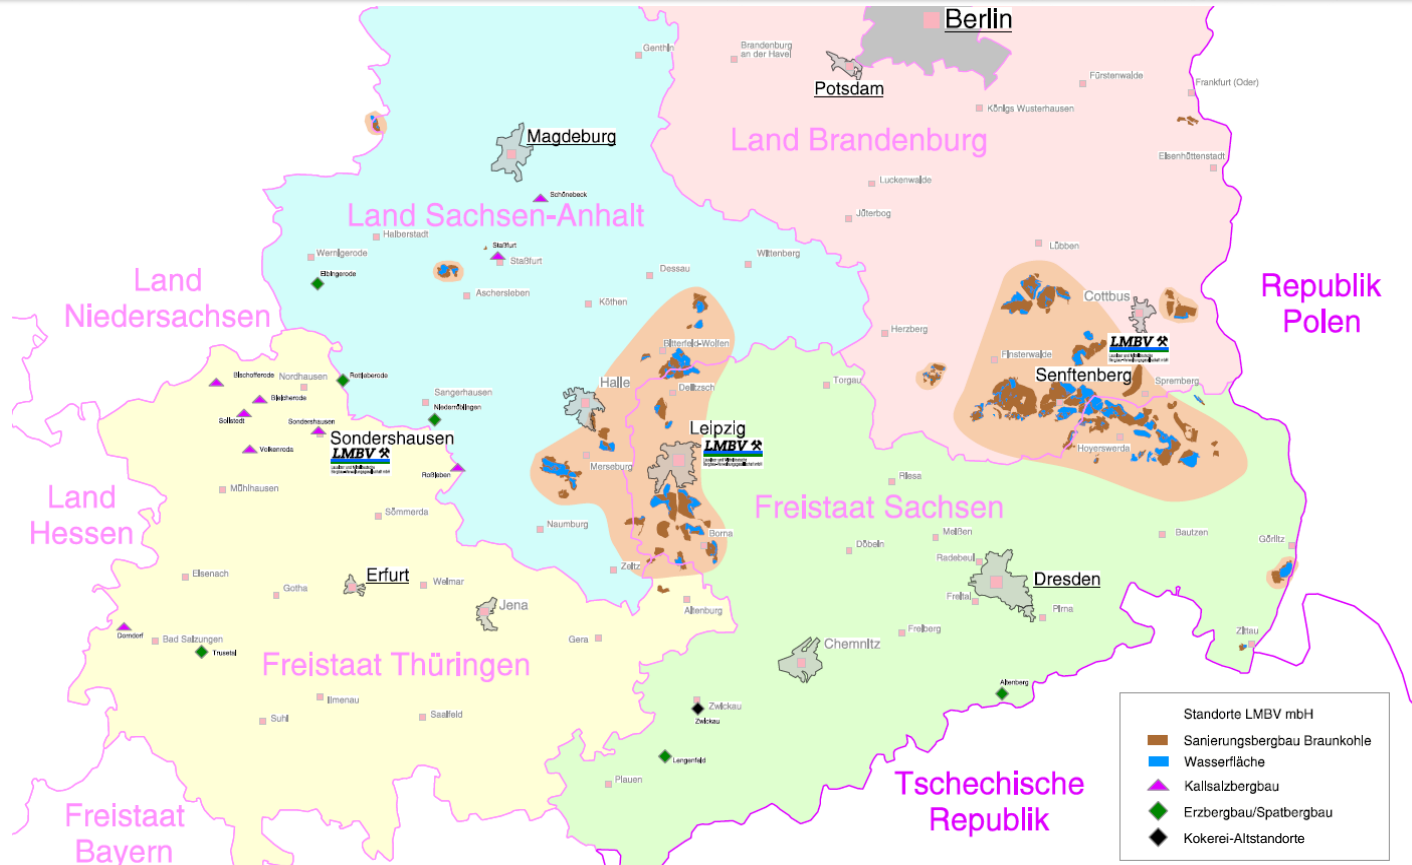 Berlin
Genthin
Brandenburg
an der Havel
Potsdam
Fürstenwalde
Frankfurt (Oder)
Königs Wusterhausen
Magdeburg
Land Brandenburg
Eisenhüttenstadt
Luckenwalde
Schönebeck
Land Sachsen-Anhalt
Jüterbog
Halberstadt
Lübben
Staßfurt
Wernigerode
Staßfurt
Wittenberg
Elbingerode
Dessau
Land
Niedersachsen
Aschersleben
Köthen
Cottbus
Republik
Polen
Herzberg
Bitterfeld-Wolfen
LMBV
Finsterwalde
Senftenberg
Spremberg
Bischofferode
Nordhausen
Rottleberode
Halle
Delitzsch
Torgau
Bleicherode
Sangerhausen
Niederröblingen
Sollstedt
Sondershausen
Leipzig
LMBV
Sondershausen
LMBV
Volkenroda
Hoyerswerda
Roßleben
Merseburg
Riesa
Mühlhausen
Land
Hessen
Freistaat Sachsen
Sömmerda
Naumburg
Borna
Meißen
Bautzen
Görlitz
Döbeln
Radebeul
Zeitz
Eisenach
Erfurt
Weimar
Dresden
Gotha
Freital
Jena
Altenburg
Pirna
Dorndorf
Bad Salzungen
Gera
Freiberg
Zittau
Trusetal
Chemnitz
Freistaat Thüringen
Altenberg
Ilmenau
Zwickau
Suhl
Saalfeld
Zwickau
Lengenfeld
Plauen
Tschechische
Republik
Freistaat
Bayern
Standorte LMBV mbH
Sanierungsbergbau Braunkohle
Wasserfläche
Kalisalzbergbau
Erzbergbau/Spatbergbau
Kokerei-Altstandorte